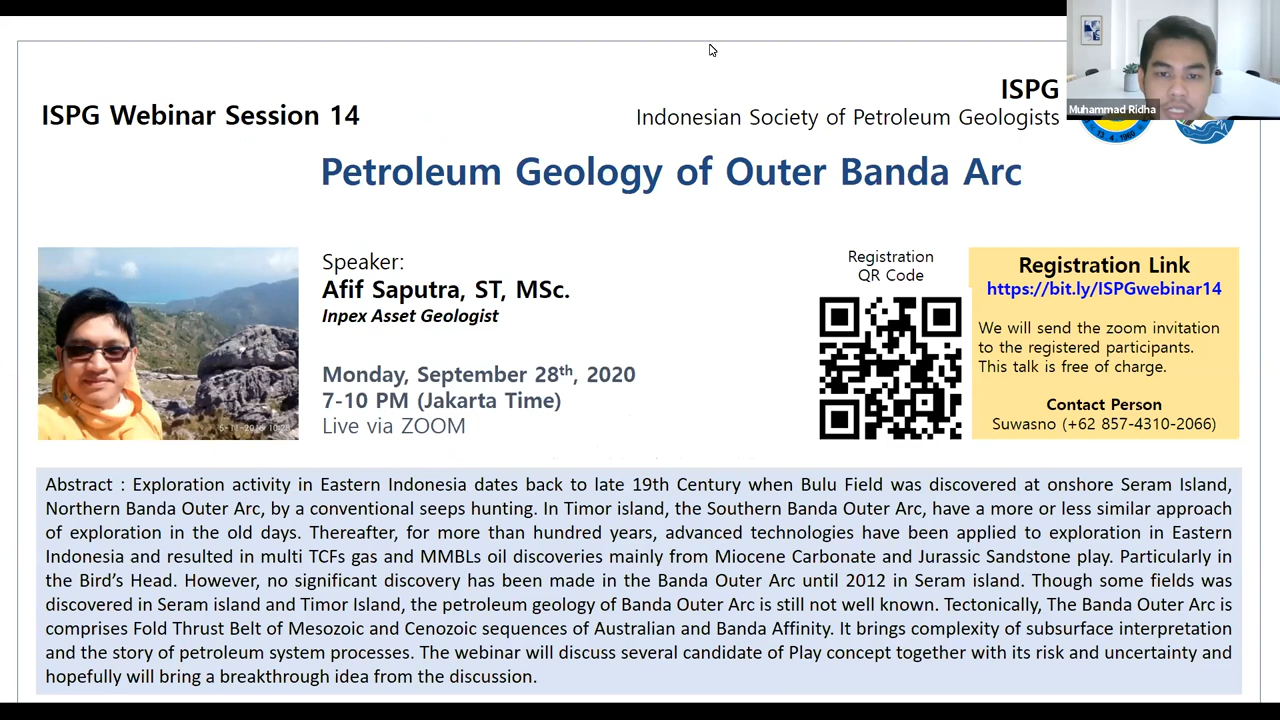 ISPG Webinar Session 14
ISPG
Indonesian Society of Petroleum Geologists
Muhammad Ridha
13. 4. 1960
Petroleum Geology of Outer Banda Arc
Speaker:
Afif Saputra, ST, MSc.
Inpex Asset Geologist
Monday, September 28th, 2020
7-10 PM (Jakarta Time)
Live via ZOOM
Registration
QR Code
Registration Link
https://bit.ly/ISPGwebinar14
We will send the zoom invitation
to the registered participants.
This talk is free of charge.
Contact Person
Suwasno (+62 857-4310-2066)
Abstract : Exploration activity in Eastern Indonesia dates back to late 19th Century when Bulu Field was discovered at onshore Seram Island,
Northern Banda Outer Arc, by a conventional seeps hunting. In Timor island, the Southern Banda Outer Arc, have a more or less similar approach
of exploration in the old days. Thereafter, for more than hundred years, advanced technologies have been applied to exploration in Eastern
Indonesia and resulted in multi TCFs gas and MMBLs oil discoveries mainly from Miocene Carbonate and Jurassic Sandstone play. Particularly in
the Bird's Head. However, no significant discovery has been made in the Banda Outer Arc until 2012 in Seram island. Though some fields was
discovered in Seram island and Timor Island, the petroleum geology of Banda Outer Arc is still not well known. Tectonically, The Banda Outer Arc is
comprises Fold Thrust Belt of Mesozoic and Cenozoic sequences of Australian and Banda Affinity. It brings complexity of subsurface interpretation
and the story of petroleum system processes. The webinar will discuss several candidate of Play concept together with its risk and uncertainty and
hopefully will bring a breakthrough idea from the discussion.